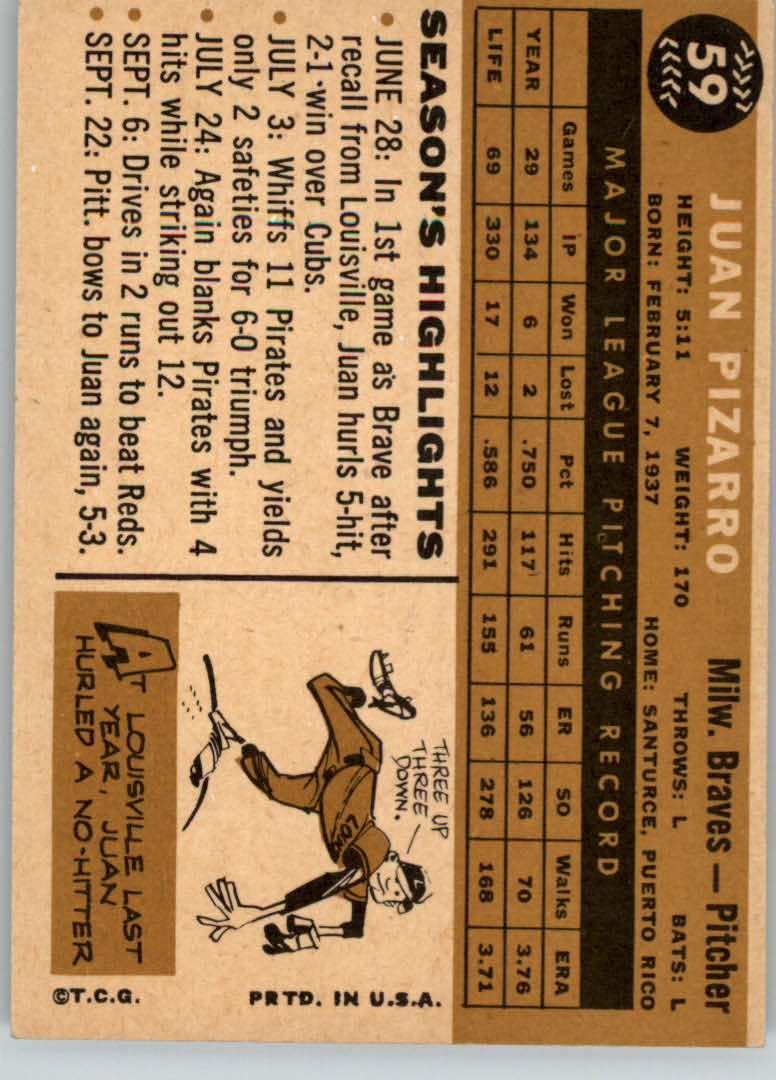 59
JUAN PIZARRO
Milw. Braves — Pitcher
HEIGHT: 5:11 WEIGHT: 170 THROWS: L BATS: L
BORN: FEBRUARY 7, 1937 HOME: SANTURCE, PUERTO RICO
MAJOR LEAGUE PITCHING RECORD
Games IP Won Lost Pct Hits Runs ER SO Walks ERA
YEAR 29 134 6 2 .750 117 61 56 126 70 3.76
LIFE 69 330 17 12 .586 291 155 136 278 168 3.71
SEASON'S HIGHLIGHTS
• JUNE 28: In 1st game as Brave after
recall from Louisville, Juan hurls 5-hit,
2-1 win over Cubs.
• JULY 3: Whiffs 11 Pirates and yields
only 2 safeties for 6-0 triumph.
• JULY 24: Again blanks Pirates with 4
hits while striking out 12.
• SEPT. 6: Drives in 2 runs to beat Reds.
• SEPT. 22: Pitt. bows to Juan again, 5-3.
THREE UP
THREE
DOWN.
LOU
L
AT LOUISVILLE LAST
YEAR, JUAN
HURLED A NO-HITTER
©T.C.G. PRTD. IN U.S.A.